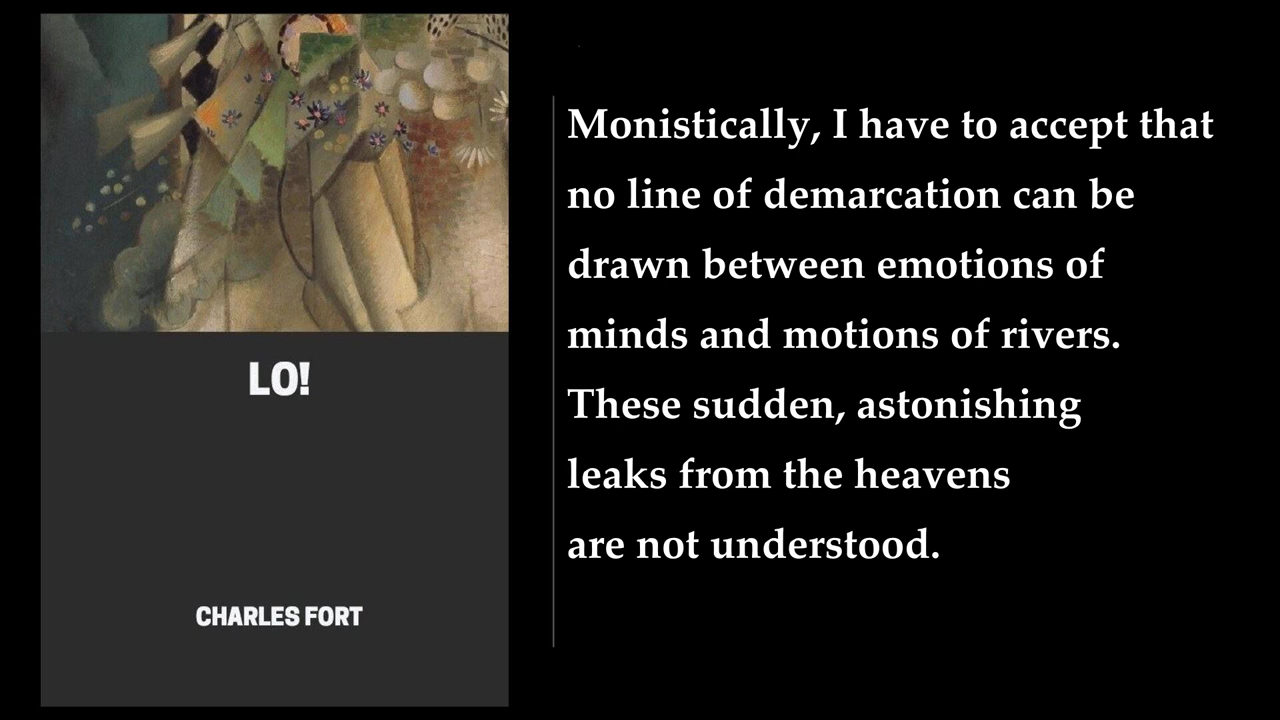 LO!
CHARLES FORT
Monistically, I have to accept that
no line of demarcation can be
drawn between emotions of
minds and motions of rivers.
These sudden, astonishing
leaks from the heavens
are not understood.